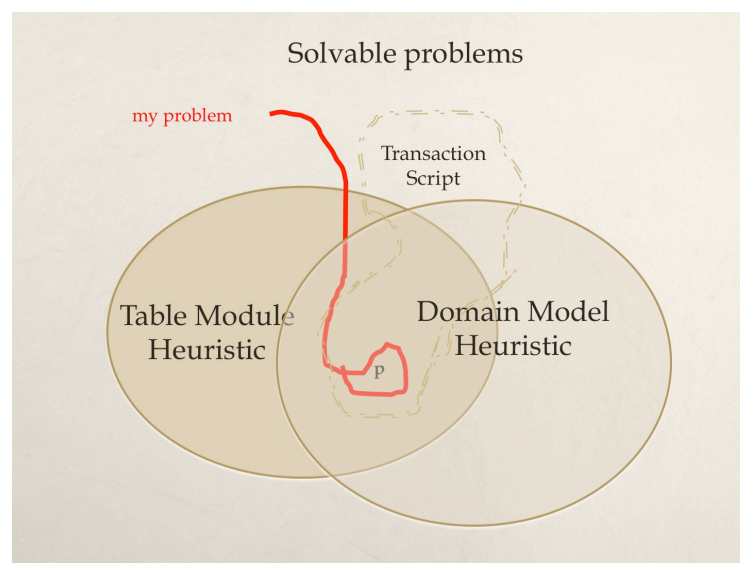 Solvable problems
my problem
Transaction
Script
Table Module
Heuristic
Domain Model
Heuristic
p